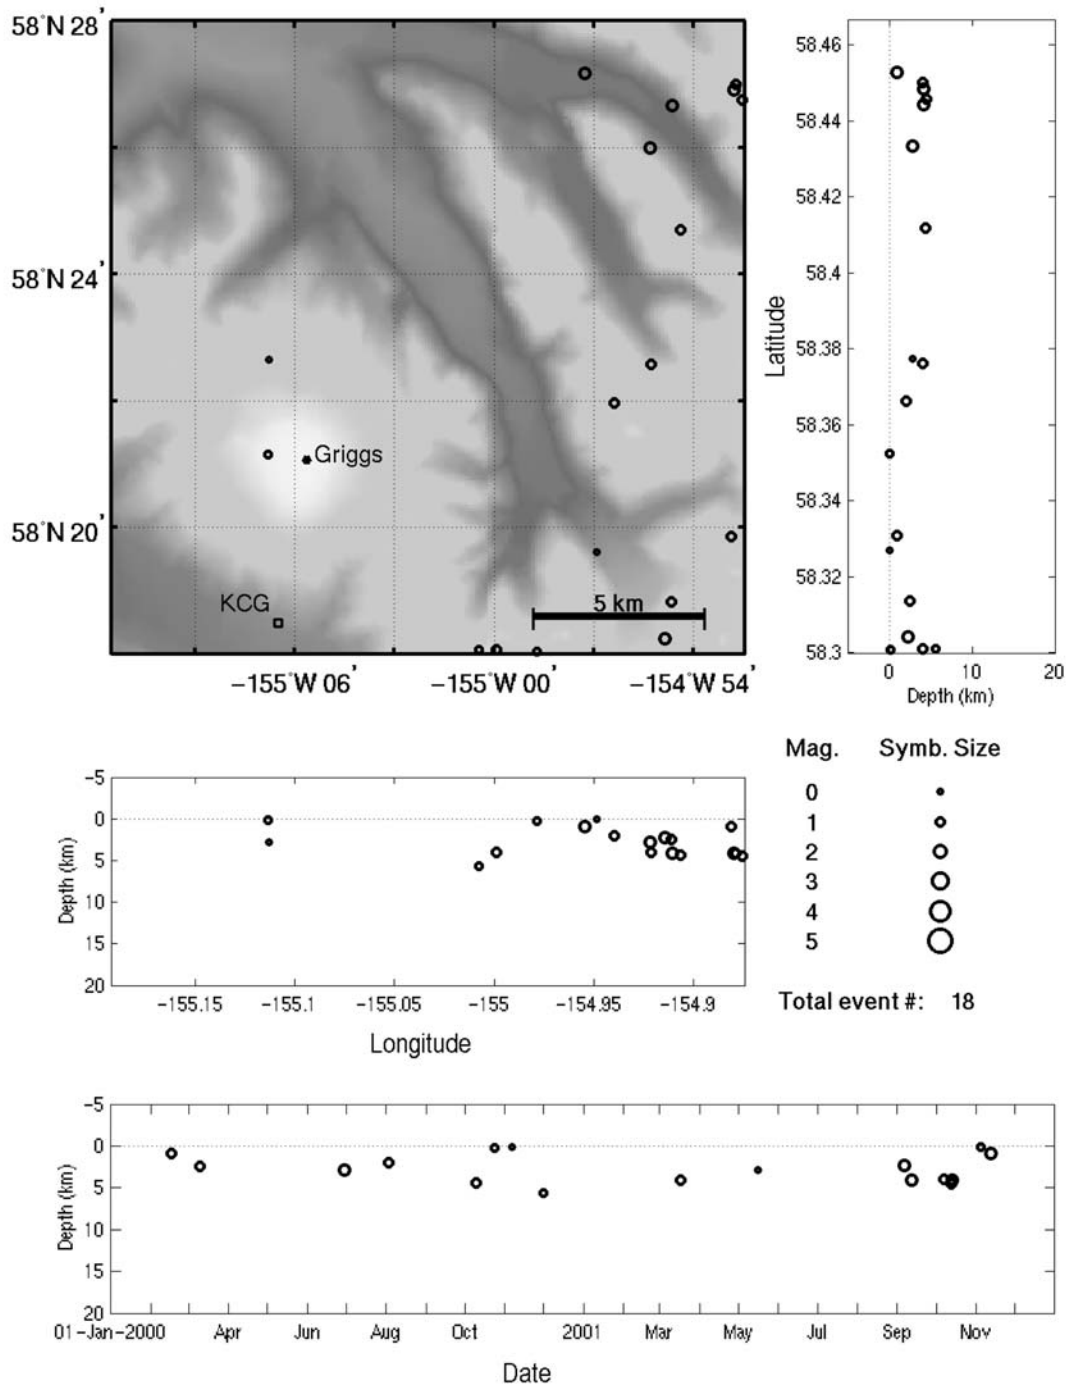 58°N 28'
58°N 24'
58°N 20'
Griggs
KCG
5 km
-155°W 06'
-155°W 00'
-154°W 54'
58.46
58.44
58.42
58.4
58.38
58.36
58.34
58.32
58.3
Latitude
0
10
20
Depth (km)
Mag.
Symb. Size
0
1
2
3
4
5
Total event #: 18
-5
0
5
10
15
20
Depth (km)
-155.15
-155.1
-155.05
-155
-154.95
-154.9
Longitude
-5
0
5
10
15
20
Depth (km)
01-Jan-2000
Apr
Jun
Aug
Oct
2001
Mar
May
Jul
Sep
Nov
Date